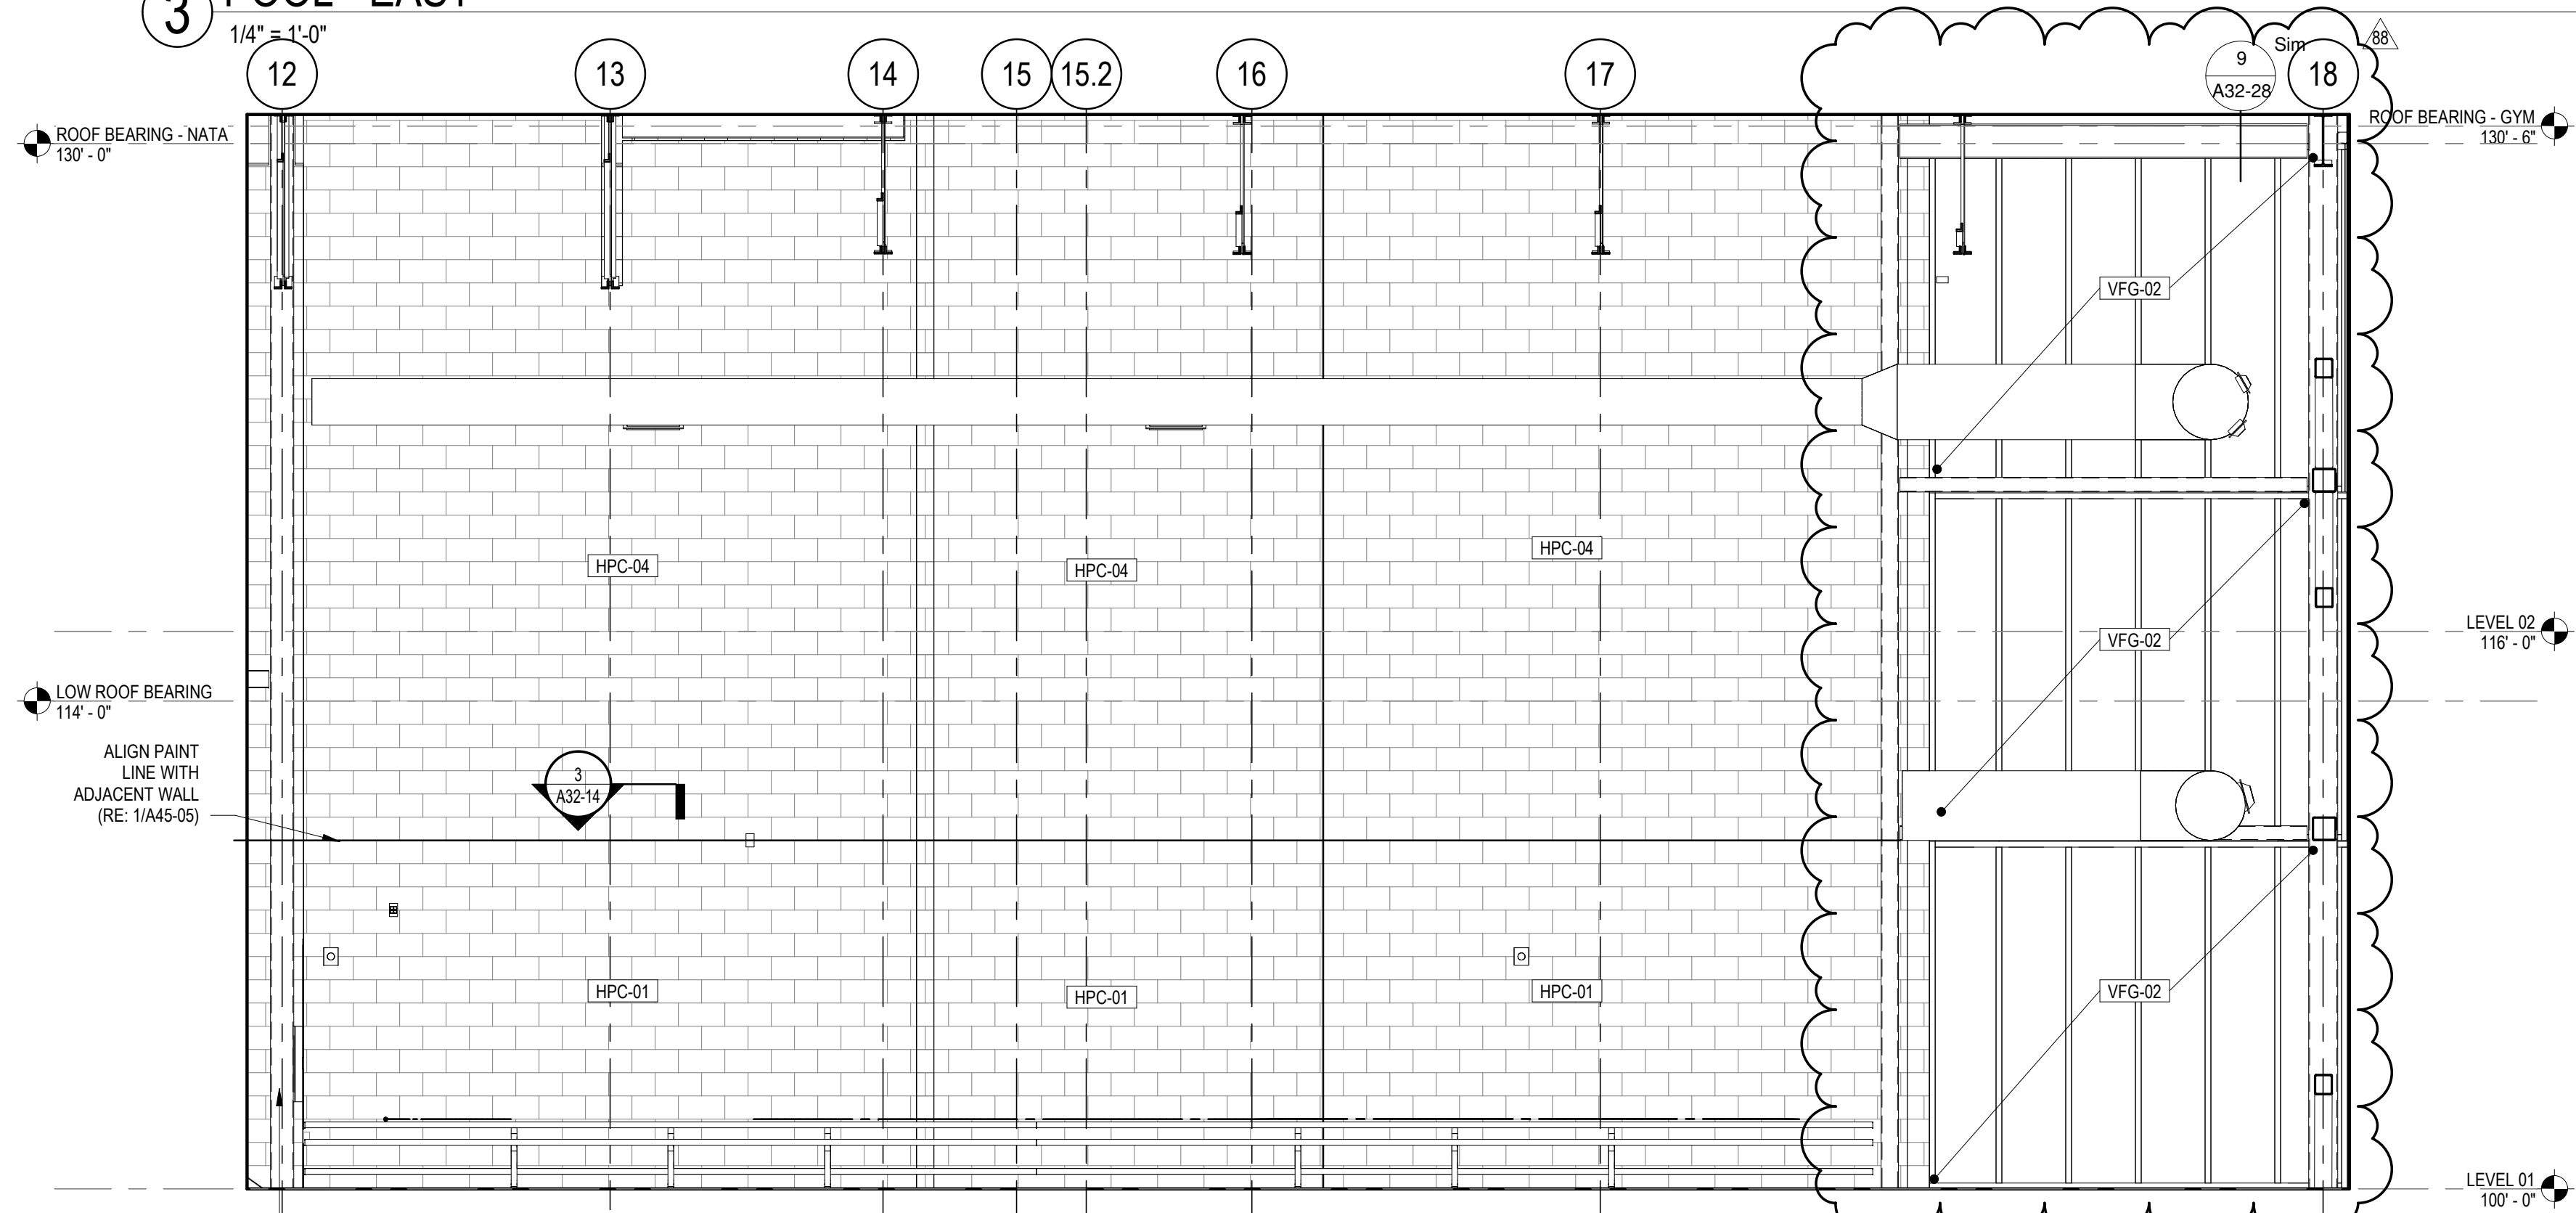 3 POOL - EAST
1/4" = 1'-0"
12 13 14 15 15.2 16 17 18
9
A32-28
Sim
88
ROOF BEARING - NATA
130' - 0"
ROOF BEARING - GYM
130' - 6"
VFG-02
HPC-04 HPC-04 HPC-04
LEVEL 02
116' - 0"
VFG-02
LOW ROOF BEARING
114' - 0"
ALIGN PAINT
LINE WITH
ADJACENT WALL
(RE: 1/A45-05)
3
A32-14
HPC-01 HPC-01 HPC-01
VFG-02
LEVEL 01
100' - 0"